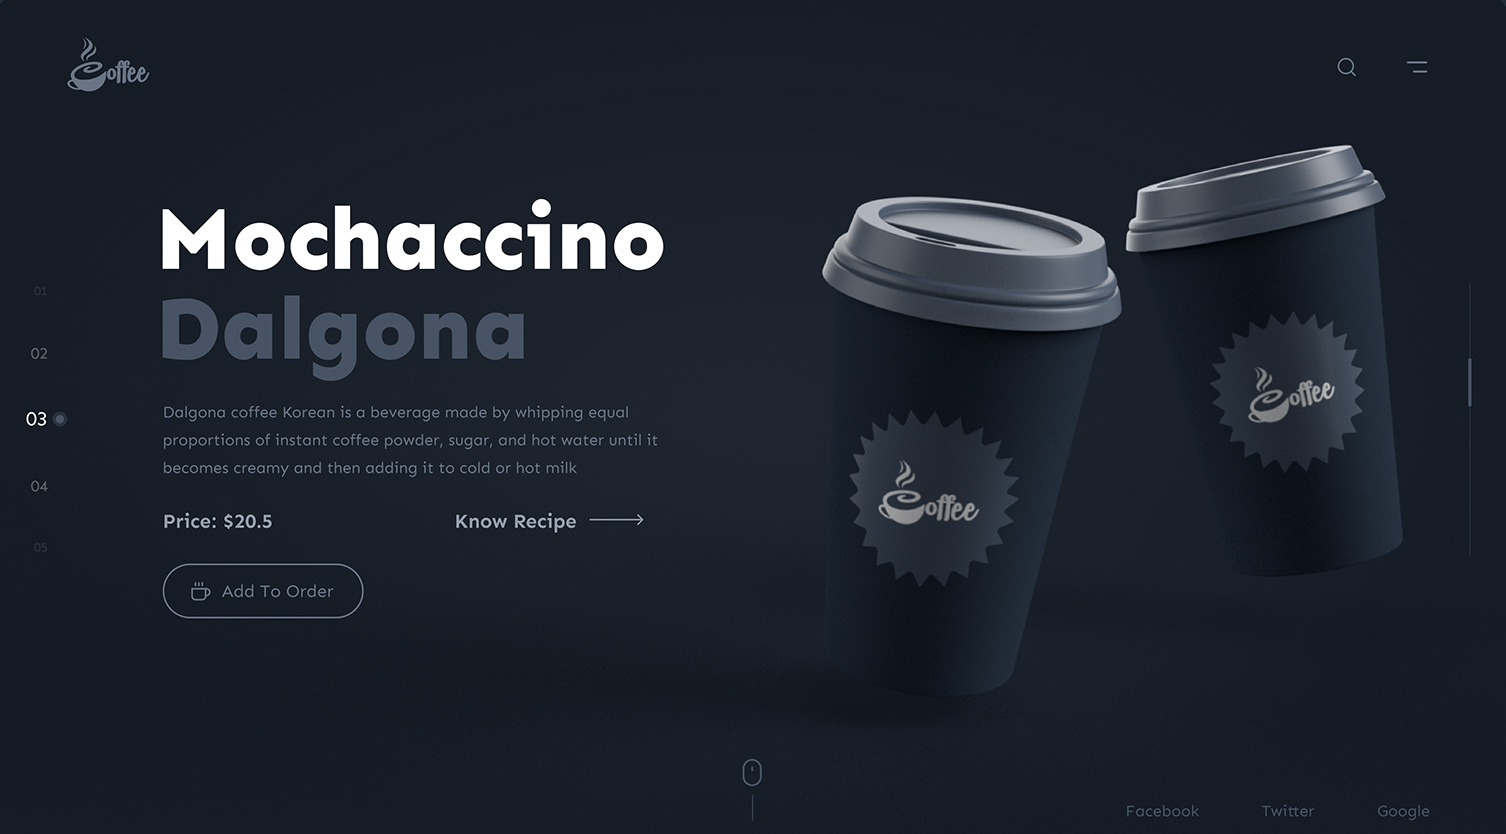 Coffee
Mochaccino
Dalgona
01
02
03
04
05
Dalgona coffee Korean is a beverage made by whipping equal
proportions of instant coffee powder, sugar, and hot water until it
becomes creamy and then adding it to cold or hot milk
Price: $20.5
Know Recipe
Add To Order
Coffee
Coffee
Facebook
Twitter
Google